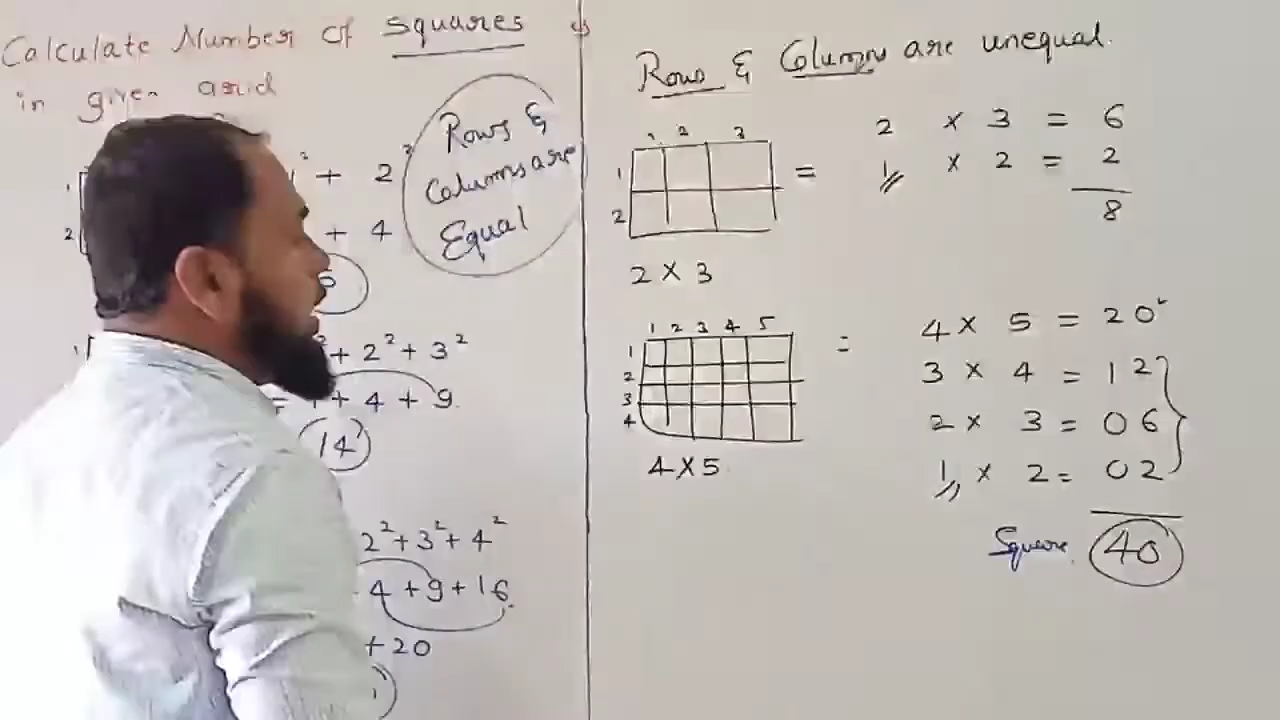 Calculate Number of Squares
in given grid
Rows &
Columns are
Equal
+ 2²
1
2
+ 4
+ 2² + 3²
= 1 + 4 + 9
14
2² + 3² + 4²
4 + 9 + 16
+ 20
Rows & Columns are unequal.
1 2 3
1
2
=
2 × 3 = 6
1 × 2 = 2
8
2 × 3
1 2 3 4 5
1
2
3
4
=
4 × 5 = 20
3 × 4 = 12
2 × 3 = 06
1 × 2 = 02
4 × 5
Square 40